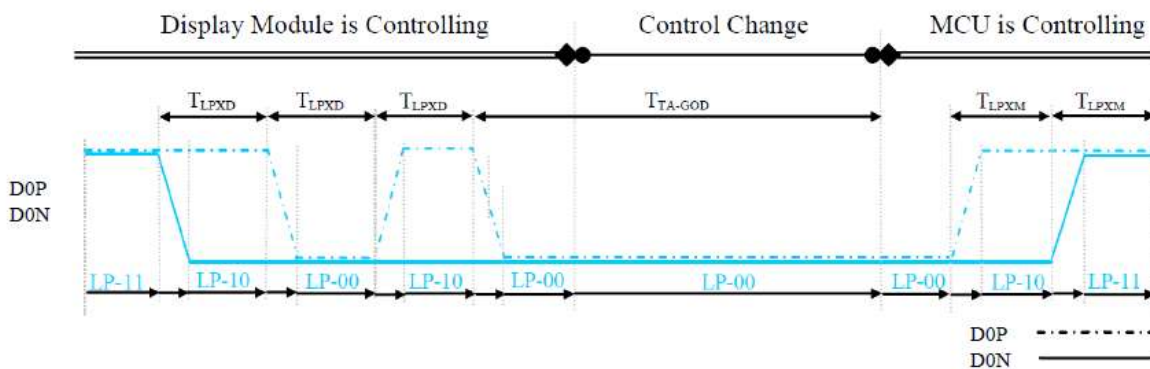 Display Module is Controlling Control Change MCU is Controlling
TLPXD TLPXD TLPXD TTA-GOD TLPXM TLPXM
D0P
D0N
LP-11 LP-10 LP-00 LP-10 LP-00 LP-00 LP-00 LP-10 LP-11
D0P
D0N